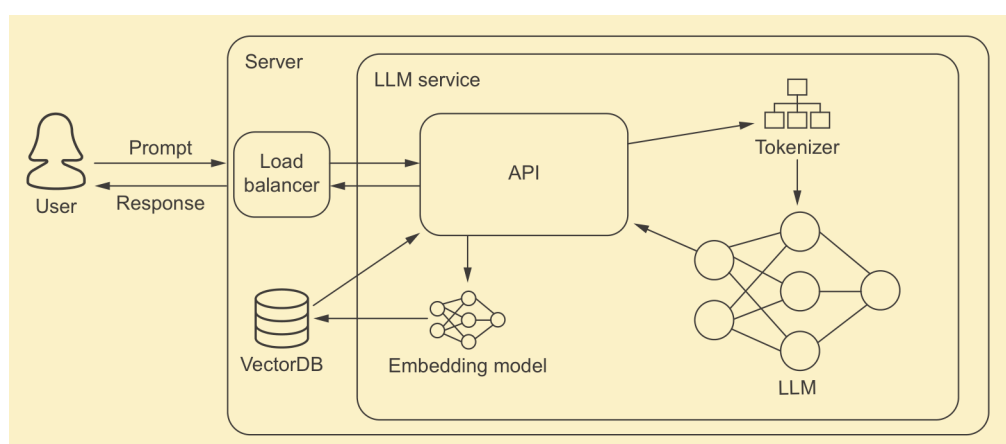 Server
LLM service
Prompt
Load
balancer
API
Tokenizer
User
Response
VectorDB
Embedding model
LLM